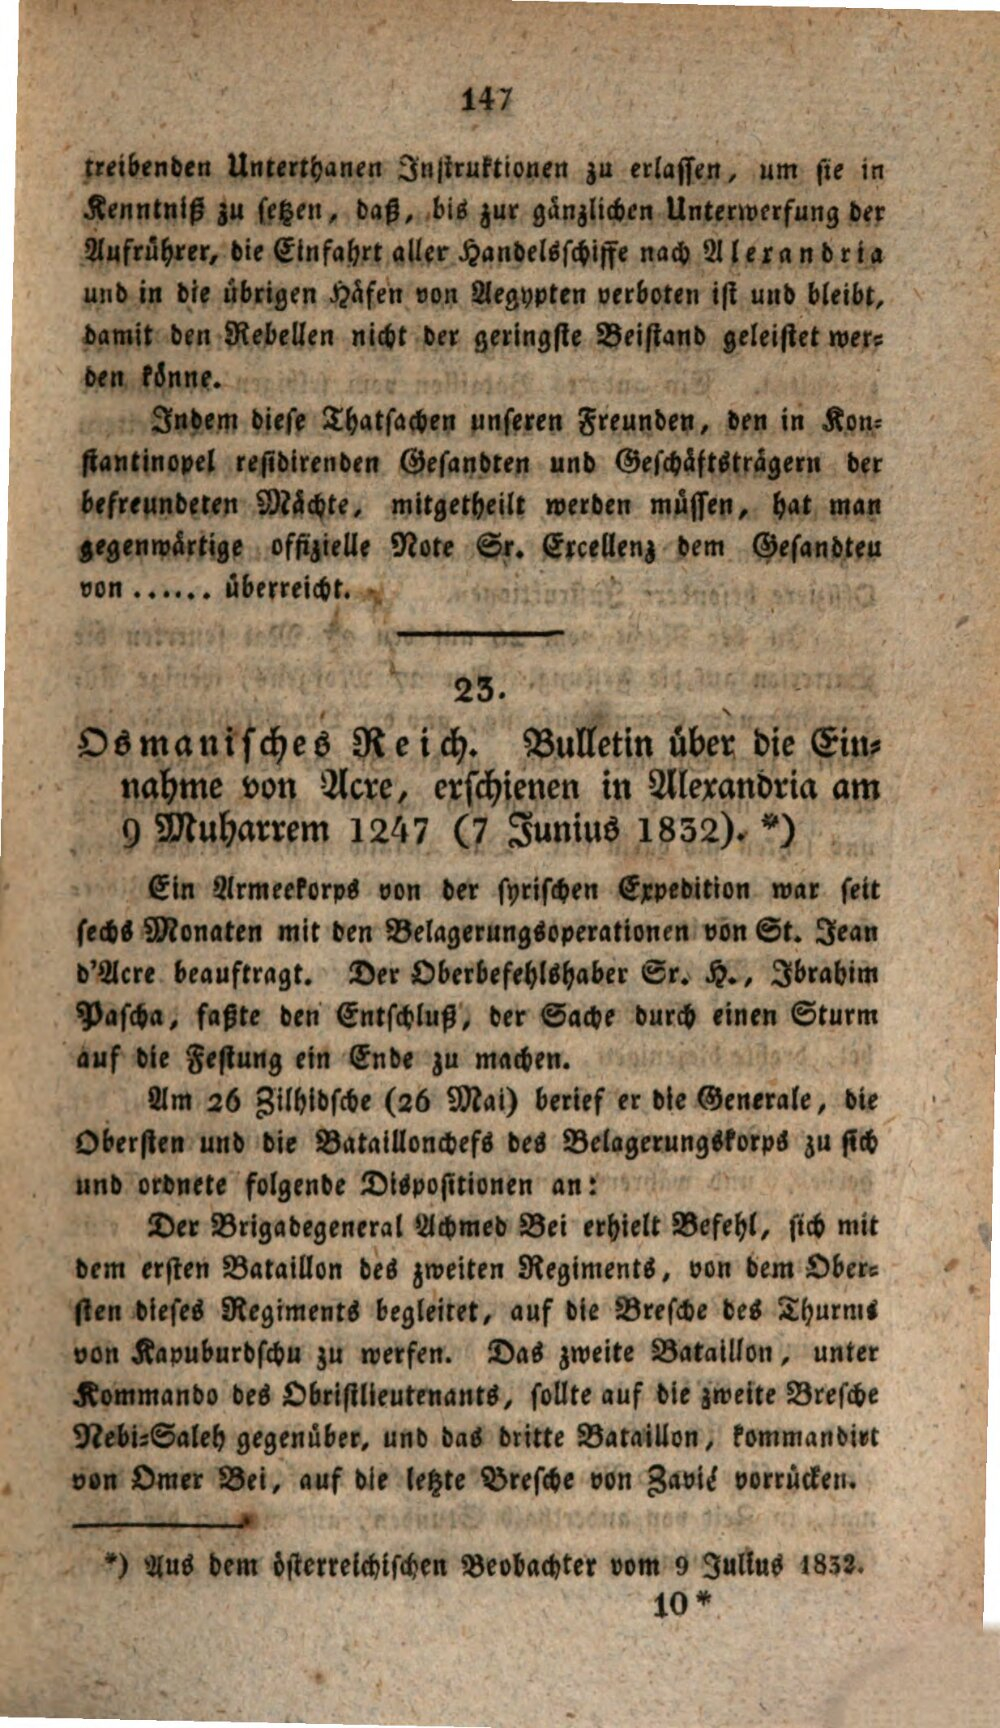 147
treibenden Unterthanen Instruktionen zu erlassen, um sie in
Kenntniß zu setzen, daß, bis zur gänzlichen Unterwerfung der
Aufrührer, die Einfahrt aller Handelsschiffe nach Alexandria
und in die übrigen Häfen von Aegypten verboten ist und bleibt,
damit den Rebellen nicht der geringste Beistand geleistet wer-
den könne.
Indem diese Thatsachen unseren Freunden, den in Kon-
stantinopel residirenden Gesandten und Geschäftsträgern der
befreundeten Mächte, mitgetheilt werden müssen, hat man
gegenwärtige offizielle Note Sr. Excellenz dem Gesandten
von ...... überreicht.
23.
Osmanisches Reich. Bulletin über die Ein-
nahme von Acre, erschienen in Alexandria am
9 Muharrem 1247 (7 Junius 1832). *)
Ein Armeekorps von der syrischen Expedition war seit
sechs Monaten mit den Belagerungsoperationen von St. Jean
d'Acre beauftragt. Der Oberbefehlshaber Sr. H., Ibrahim
Pascha, faßte den Entschluß, der Sache durch einen Sturm
auf die Festung ein Ende zu machen.
Am 26 Zilhidsche (26 Mai) berief er die Generale, die
Obersten und die Bataillonchefs des Belagerungskorps zu sich
und ordnete folgende Dispositionen an:
Der Brigadegeneral Achmed Bei erhielt Befehl, sich mit
dem ersten Bataillon des zweiten Regiments, von dem Ober-
sten dieses Regiments begleitet, auf die Bresche des Thurms
von Kapuburdschu zu werfen. Das zweite Bataillon, unter
Kommando des Obristlieutenants, sollte auf die zweite Bresche
Nebi-Saleh gegenüber, und das dritte Bataillon, kommandirt
von Omer Bei, auf die letzte Bresche von Zavié vorrücken.
*) Aus dem österreichischen Beobachter vom 9 Julius 1832.
10*